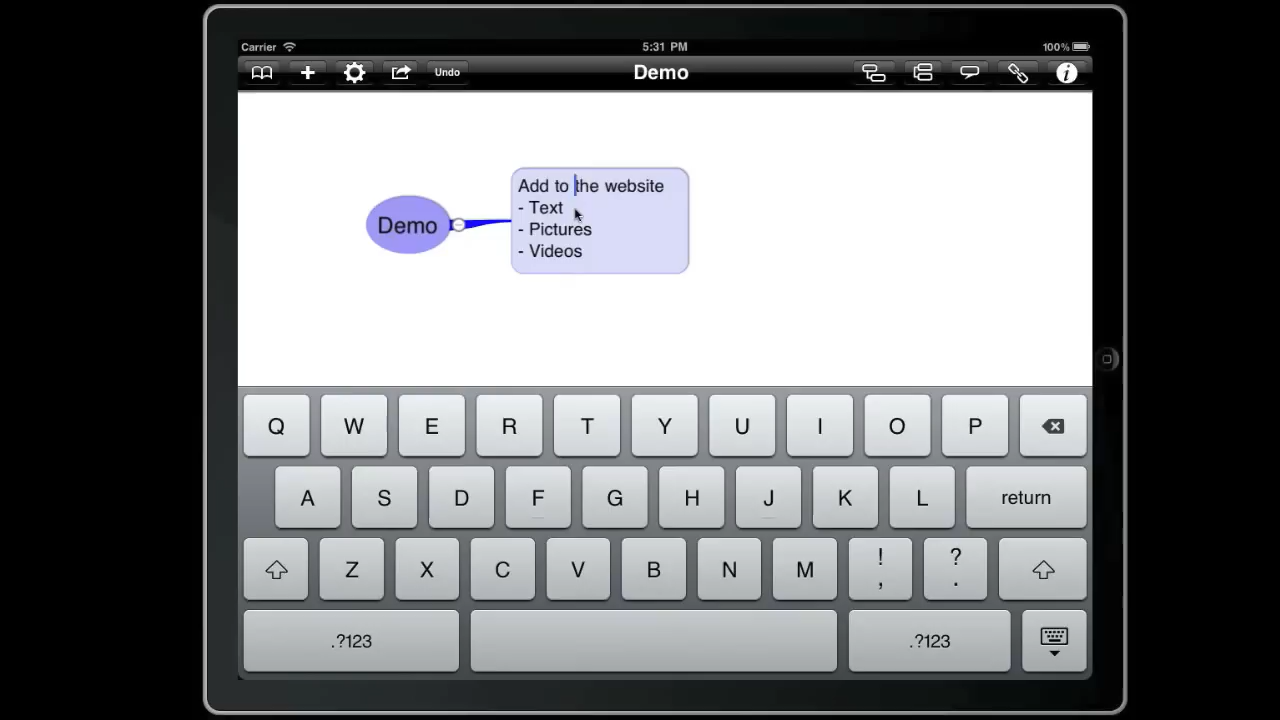 Carrier 5:31 PM 100%
Undo Demo
Demo
Add to the website
- Text
- Pictures
- Videos
Q W E R T Y U I O P
A S D F G H J K L return
Z X C V B N M ! , ? .
.?123 .?123